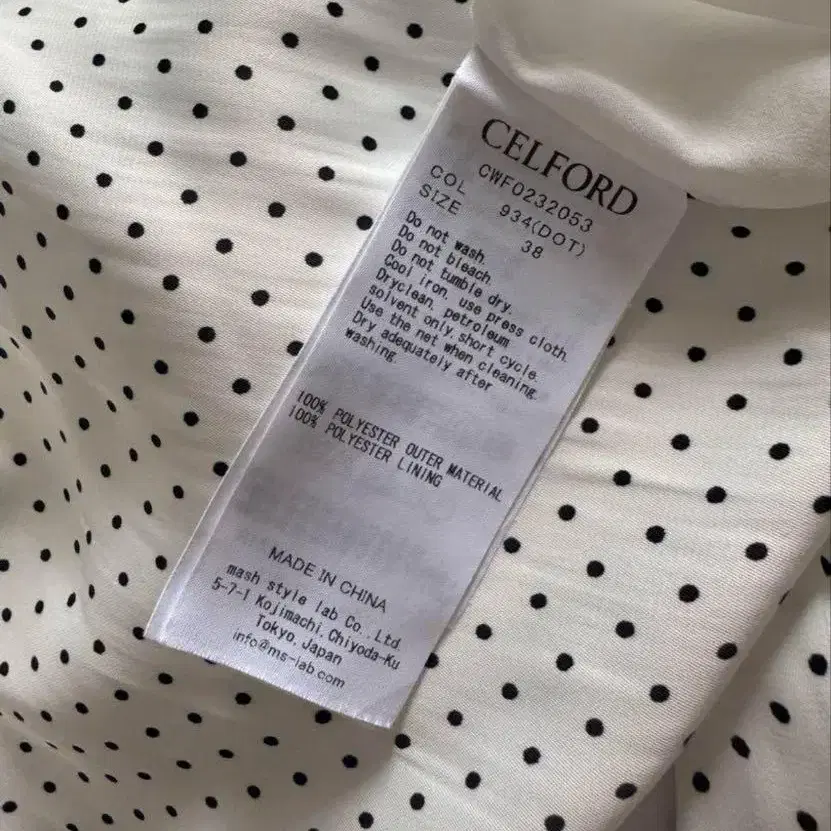 CELFORD
CWF0232053
COL 934(DOT)
SIZE 38
Do not wash.
Do not bleach.
Do not tumble dry.
Cool iron, use press cloth.
Dryclean, petroleum
solvent only,short cycle.
Use the net when cleaning.
Dry adequately after
washing.
100% POLYESTER OUTER MATERIAL
100% POLYESTER LINING
MADE IN CHINA
mash style lab Co.,Ltd.
5-7-1 Kojimachi,Chiyoda-Ku
Tokyo,Japan
info@ms-lab.com